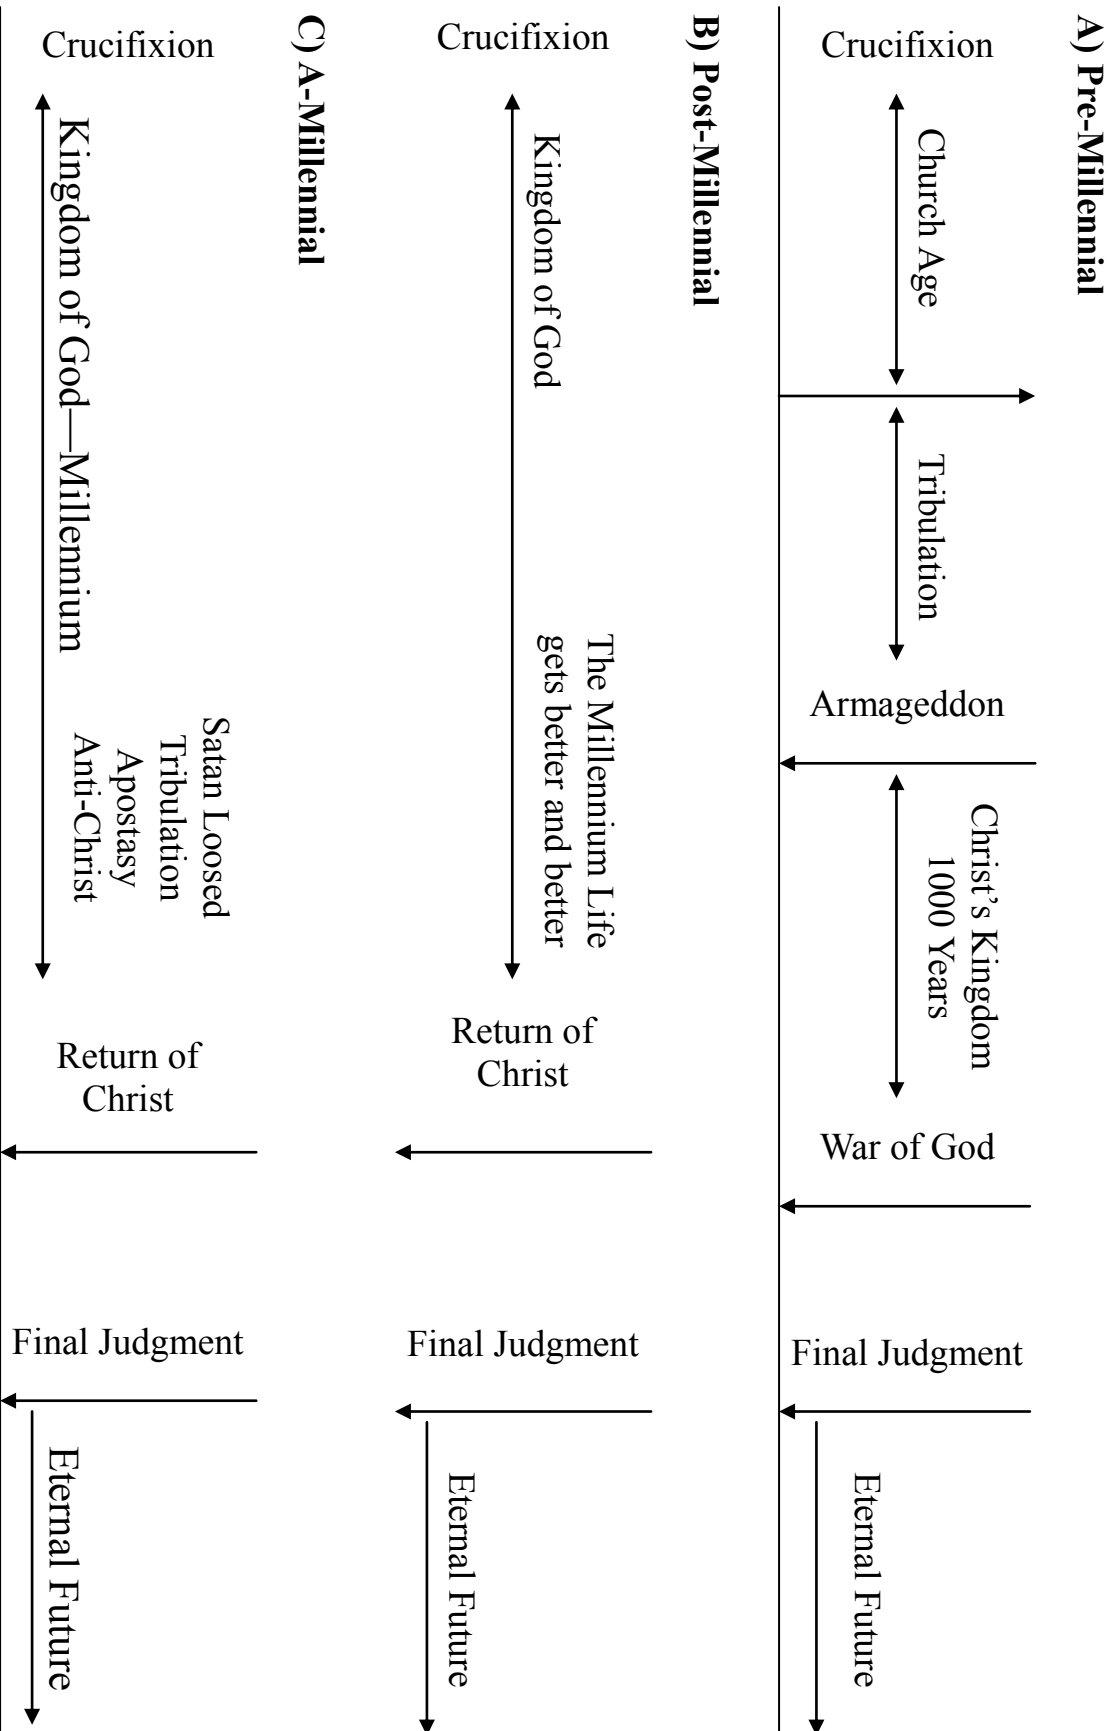 A) Pre-Millennial
Crucifixion
Church Age
Tribulation
Armageddon
Christ’s Kingdom
1000 Years
War of God
Final Judgment
Eternal Future
B) Post-Millennial
Crucifixion
Kingdom of God
The Millennium Life
gets better and better
Return of
Christ
Final Judgment
Eternal Future
C) A-Millennial
Crucifixion
Kingdom of God—Millennium
Satan Loosed
Tribulation
Apostasy
Anti-Christ
Return of
Christ
Final Judgment
Eternal Future